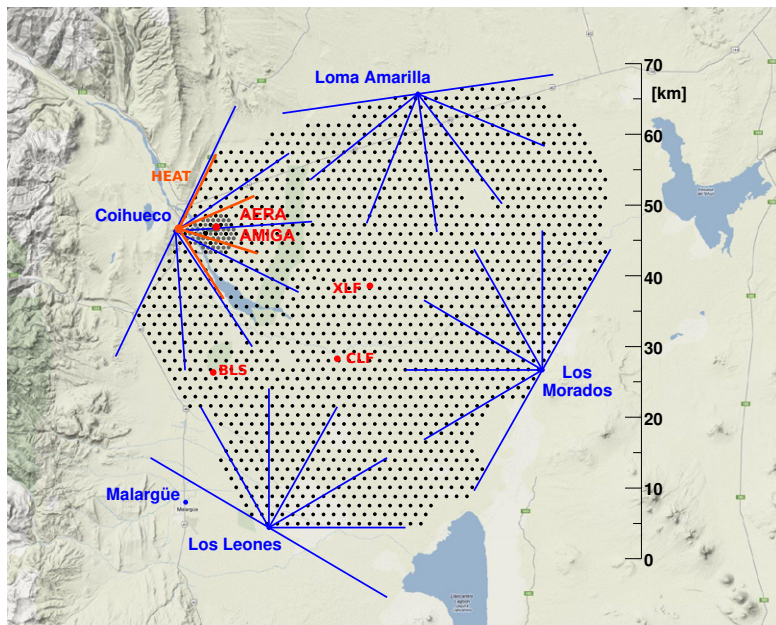 70
Loma Amarilla
[km]
60
HEAT
50
Coihueco
AERA
AMIGA
40
XLF
30
CLF
BLS
Los
Morados
20
10
Malargüe
Malargüe
Los Leones
0